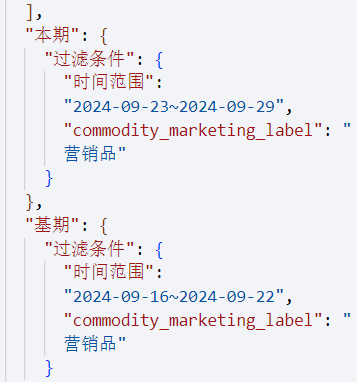 ],
"本期": {
"过滤条件": {
"时间范围":
"2024-09-23~2024-09-29",
"commodity_marketing_label": "
营销品"
}
},
"基期": {
"过滤条件": {
"时间范围":
"2024-09-16~2024-09-22",
"commodity_marketing_label": "
营销品"
}